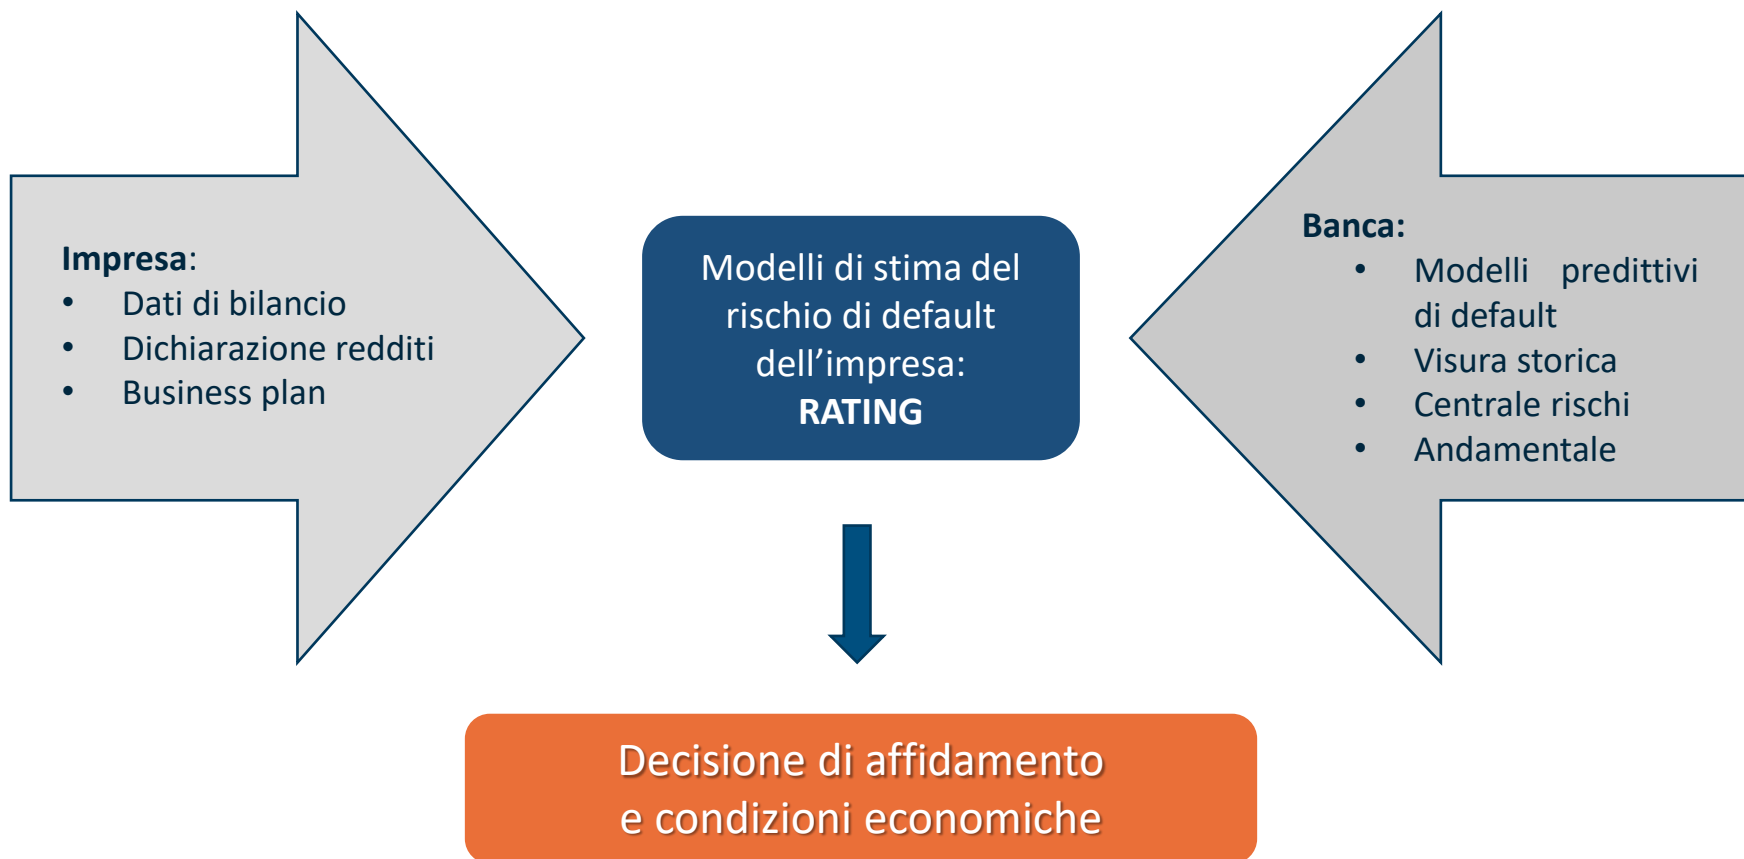 Impresa:
• Dati di bilancio
• Dichiarazione redditi
• Business plan
Modelli di stima del
rischio di default
dell’impresa:
RATING
Banca:
• Modelli predittivi
di default
• Visura storica
• Centrale rischi
• Andamentale
Decisione di affidamento
e condizioni economiche